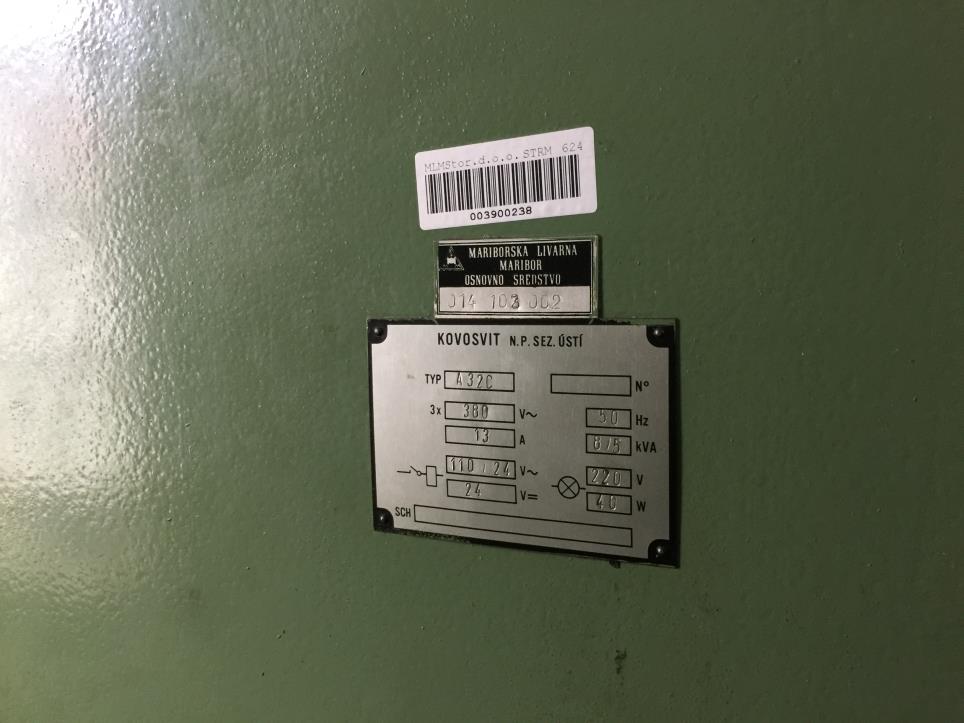 MLMStor.d.o.o. STRM 624
003900238
MARIBORSKA LIVARNA
MARIBOR
OSNOVNO SREDSTVO
014 103 002
KOVOSVIT N.P. SEZ. ÚSTÍ
TYP A32C N°
3x 380 V~ 50 Hz
13 A 8/5 kVA
110/24 V~ 220 V
24 V= 40 W
SCH